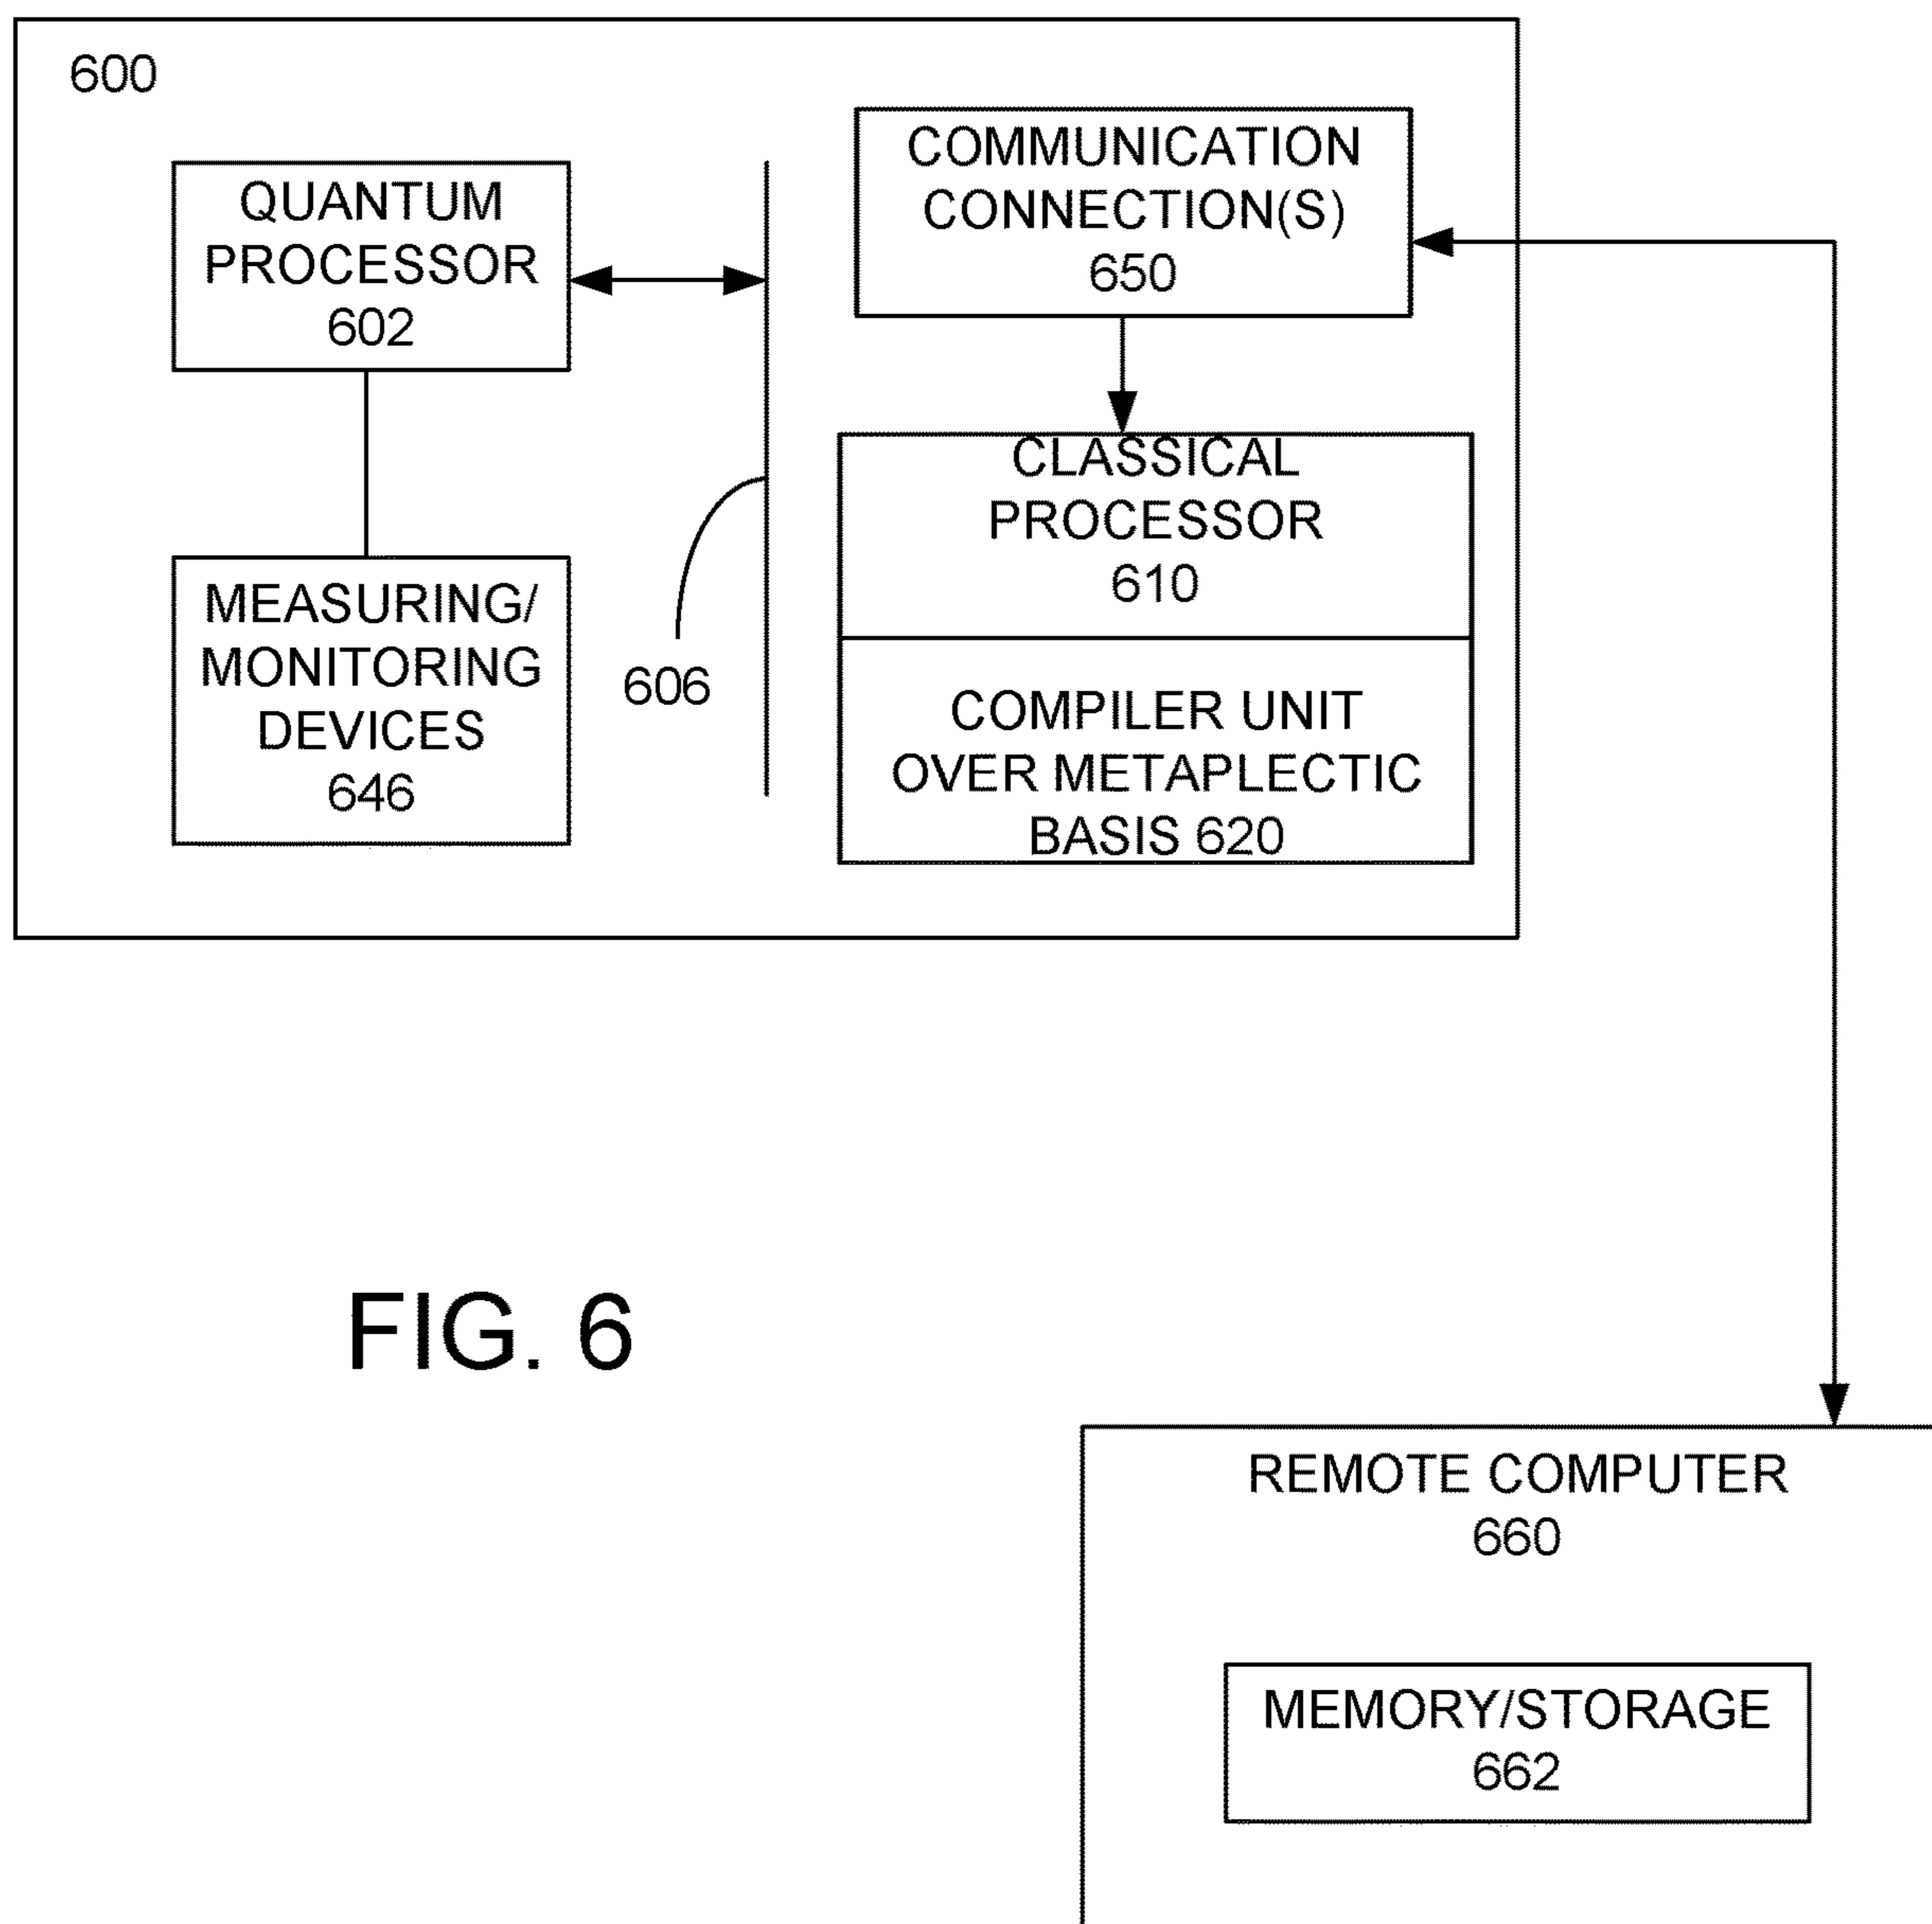 600
QUANTUM
PROCESSOR
602
COMMUNICATION
CONNECTION(S)
650
CLASSICAL
PROCESSOR
610
MEASURING/
MONITORING
DEVICES
646
606
COMPILER UNIT
OVER METAPLECTIC
BASIS 620
FIG. 6
REMOTE COMPUTER
660
MEMORY/STORAGE
662